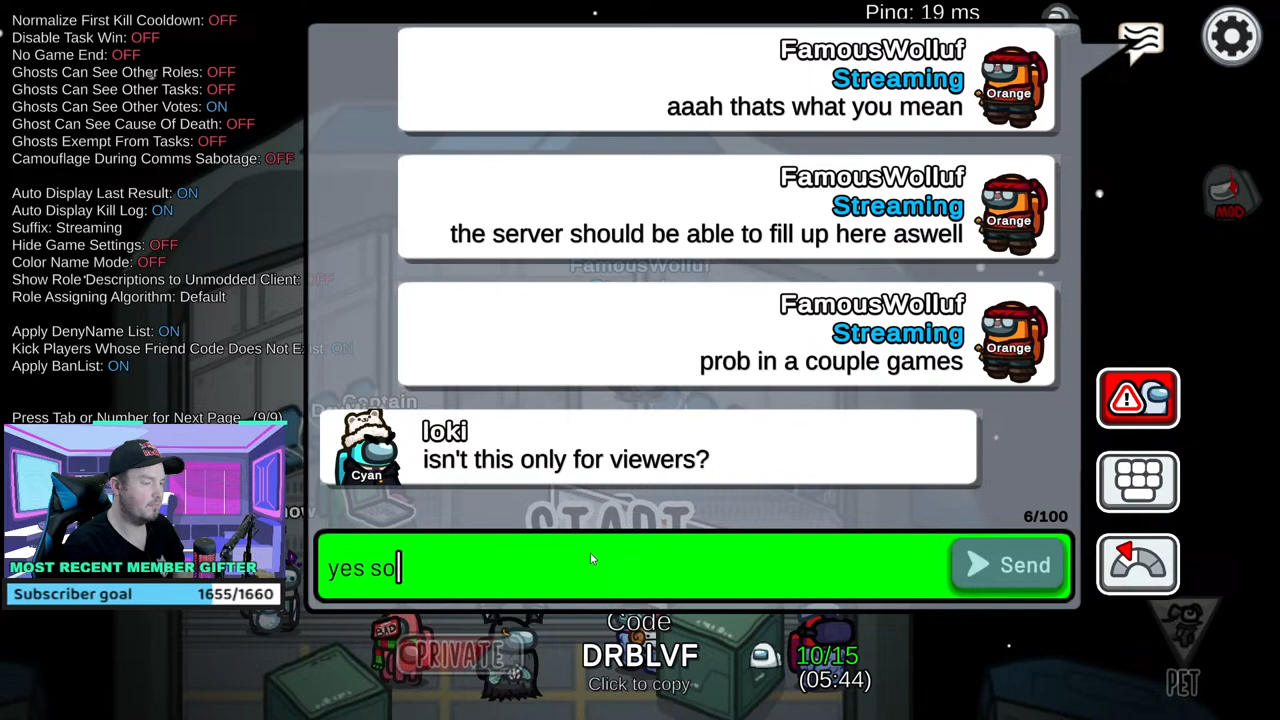 Normalize First Kill Cooldown: OFF
Disable Task Win: OFF
No Game End: OFF
Ghosts Can See Other Roles: OFF
Ghosts Can See Other Tasks: OFF
Ghosts Can See Other Votes: ON
Ghost Can See Cause Of Death: OFF
Ghosts Exempt From Tasks: OFF
Camouflage During Comms Sabotage: OFF
Auto Display Last Result: ON
Auto Display Kill Log: ON
Suffix: Streaming
Hide Game Settings: OFF
Color Name Mode: OFF
Show Role Descriptions to Unmodded Client: OFF
Role Assigning Algorithm: Default
Apply DenyName List: ON
Kick Players Whose Friend Code Does Not Exist: ON
Apply BanList: ON
Press Tab or Number for Next Page...(9/9)
Ping: 19 ms
FamousWolluf
Streaming
aaah thats what you mean
Orange
FamousWolluf
Streaming
the server should be able to fill up here aswell
Orange
FamousWolluf
FamousWolluf
Streaming
prob in a couple games
Orange
Captain
loki
isn't this only for viewers?
Cyan
START
6/100
yes so
Send
MOD
MOST RECENT MEMBER GIFTER
Subscriber goal 1655/1660
BAD
PRIVATE
Code
DRBLVF
Click to copy
10/15
(05:44)
PET